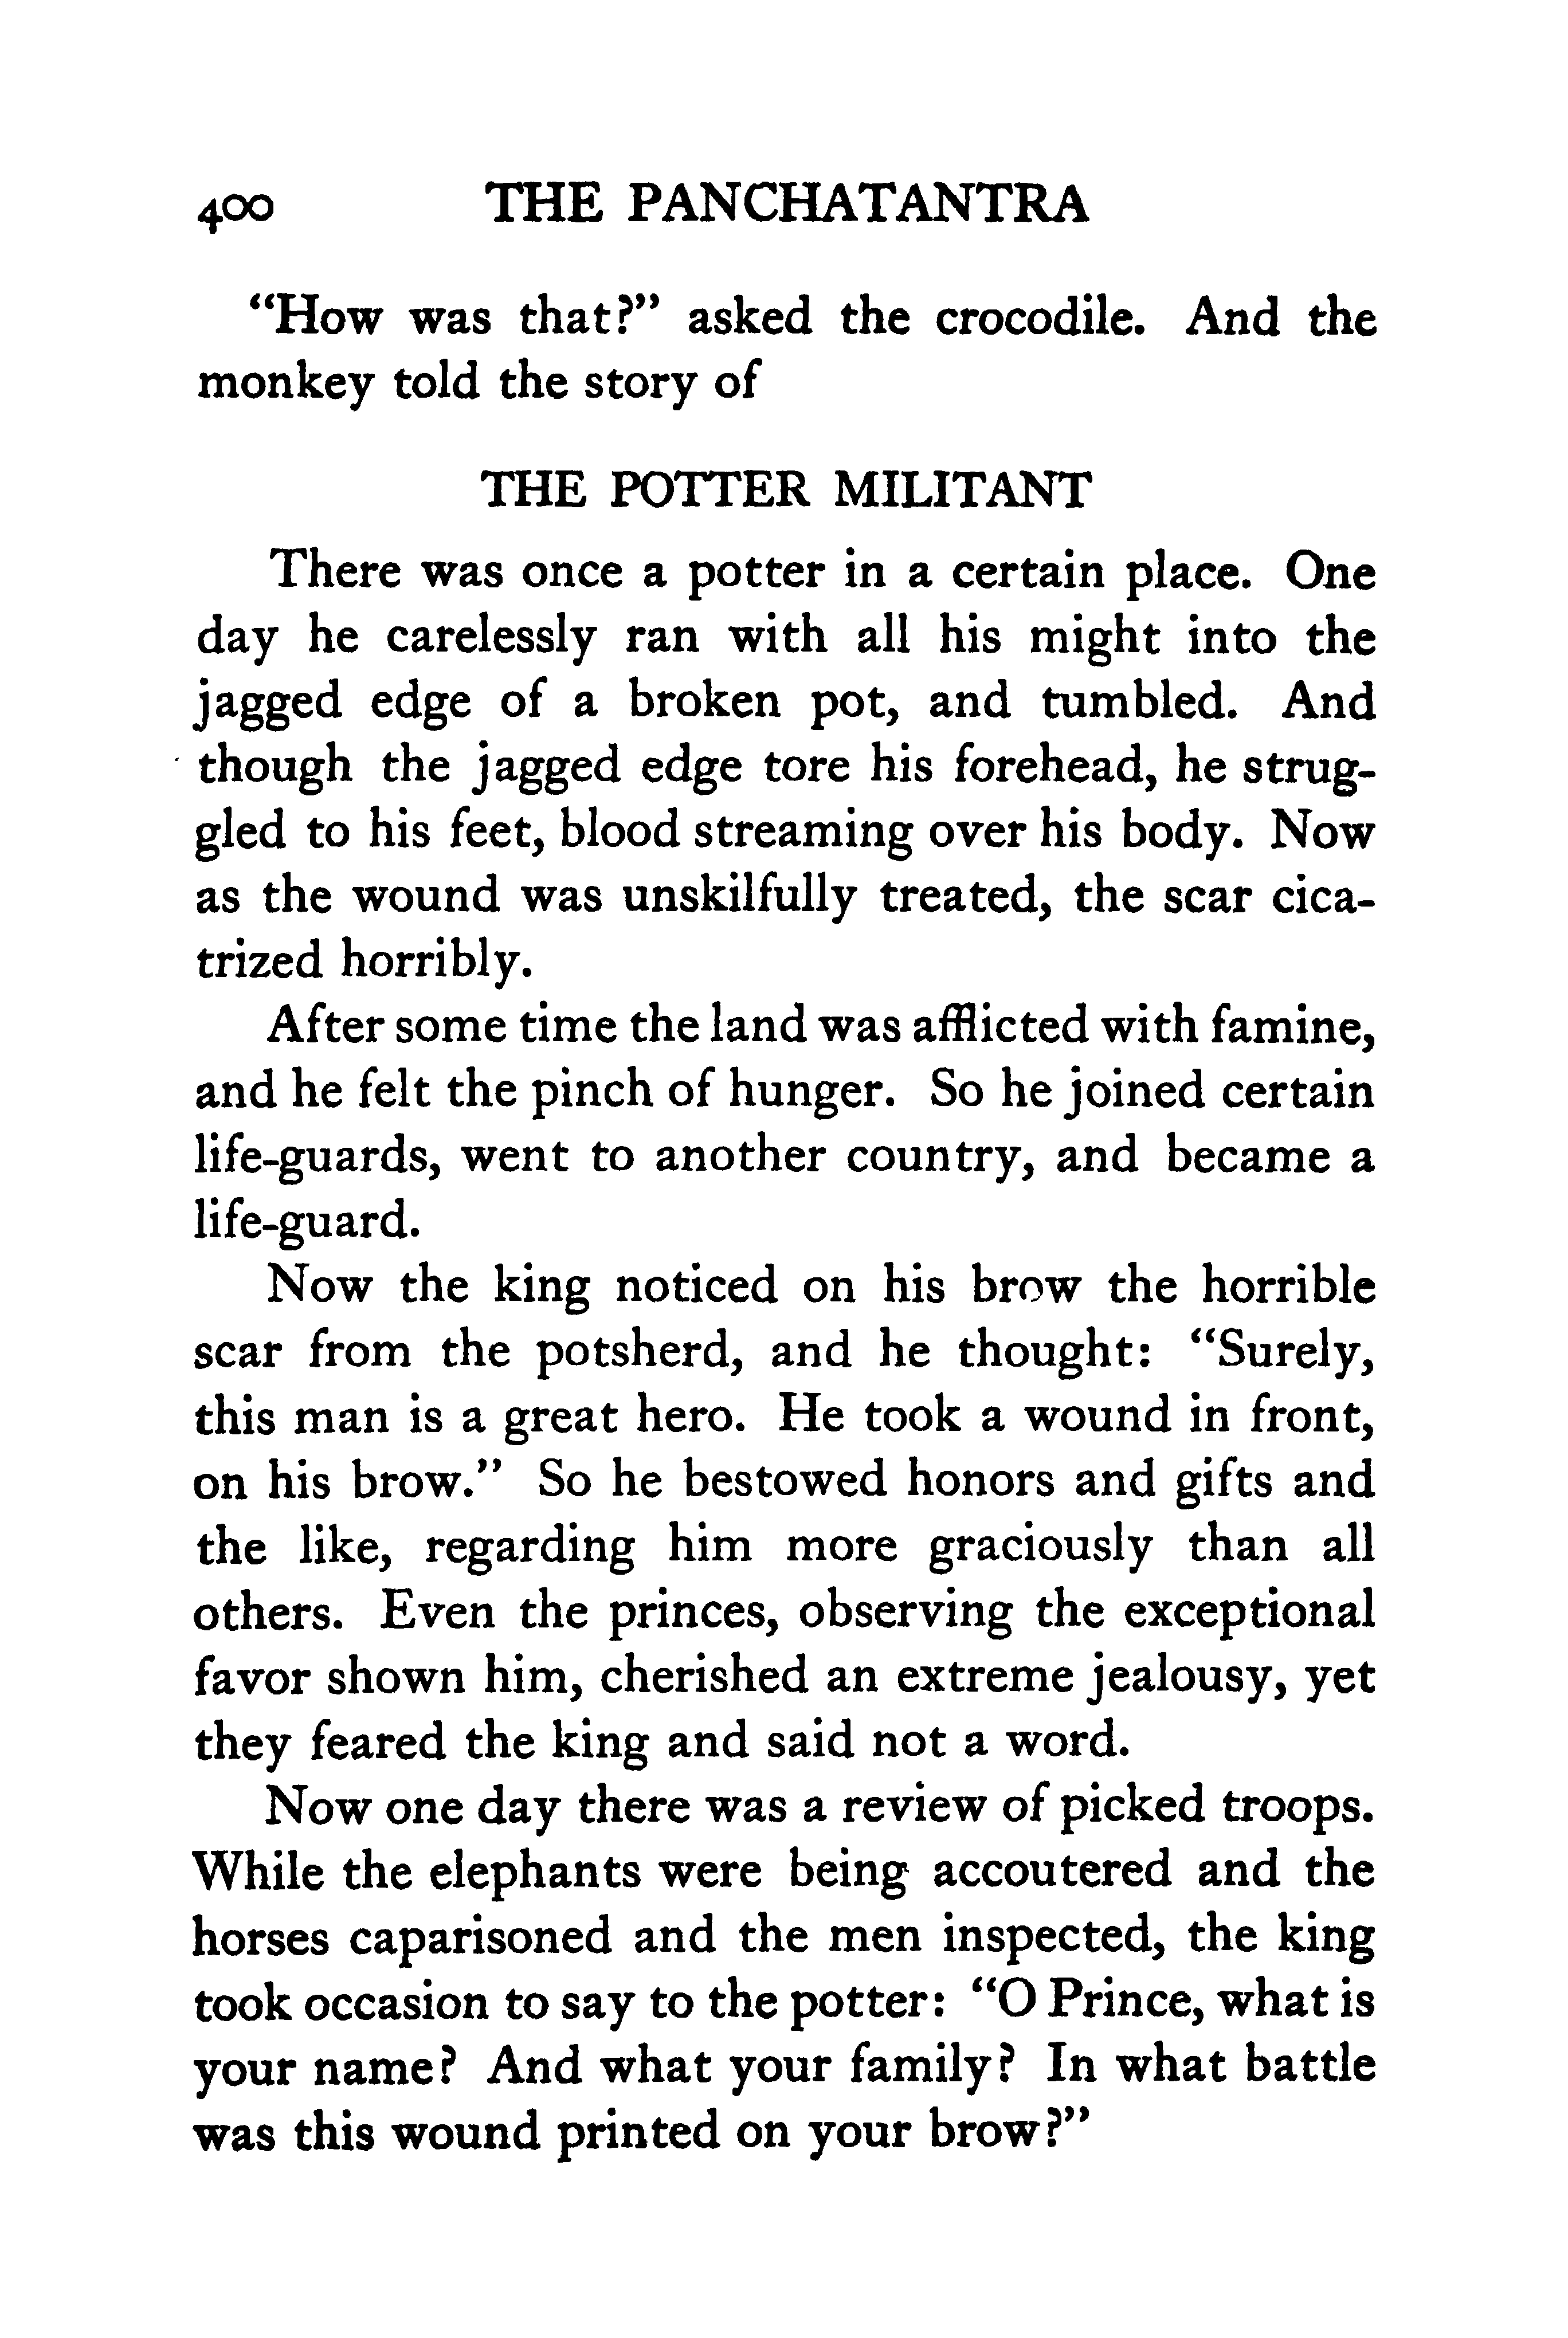 400 THE PANCHATANTRA
"How was that?" asked the crocodile. And the
monkey told the story of
THE POTTER MILITANT
There was once a potter in a certain place. One
day he carelessly ran with all his might into the
jagged edge of a broken pot, and tumbled. And
though the jagged edge tore his forehead, he strug-
gled to his feet, blood streaming over his body. Now
as the wound was unskilfully treated, the scar cica-
trized horribly.
After some time the land was afflicted with famine,
and he felt the pinch of hunger. So he joined certain
life-guards, went to another country, and became a
life-guard.
Now the king noticed on his brow the horrible
scar from the potsherd, and he thought: "Surely,
this man is a great hero. He took a wound in front,
on his brow." So he bestowed honors and gifts and
the like, regarding him more graciously than all
others. Even the princes, observing the exceptional
favor shown him, cherished an extreme jealousy, yet
they feared the king and said not a word.
Now one day there was a review of picked troops.
While the elephants were being accoutered and the
horses caparisoned and the men inspected, the king
took occasion to say to the potter: "O Prince, what is
your name? And what your family? In what battle
was this wound printed on your brow?"